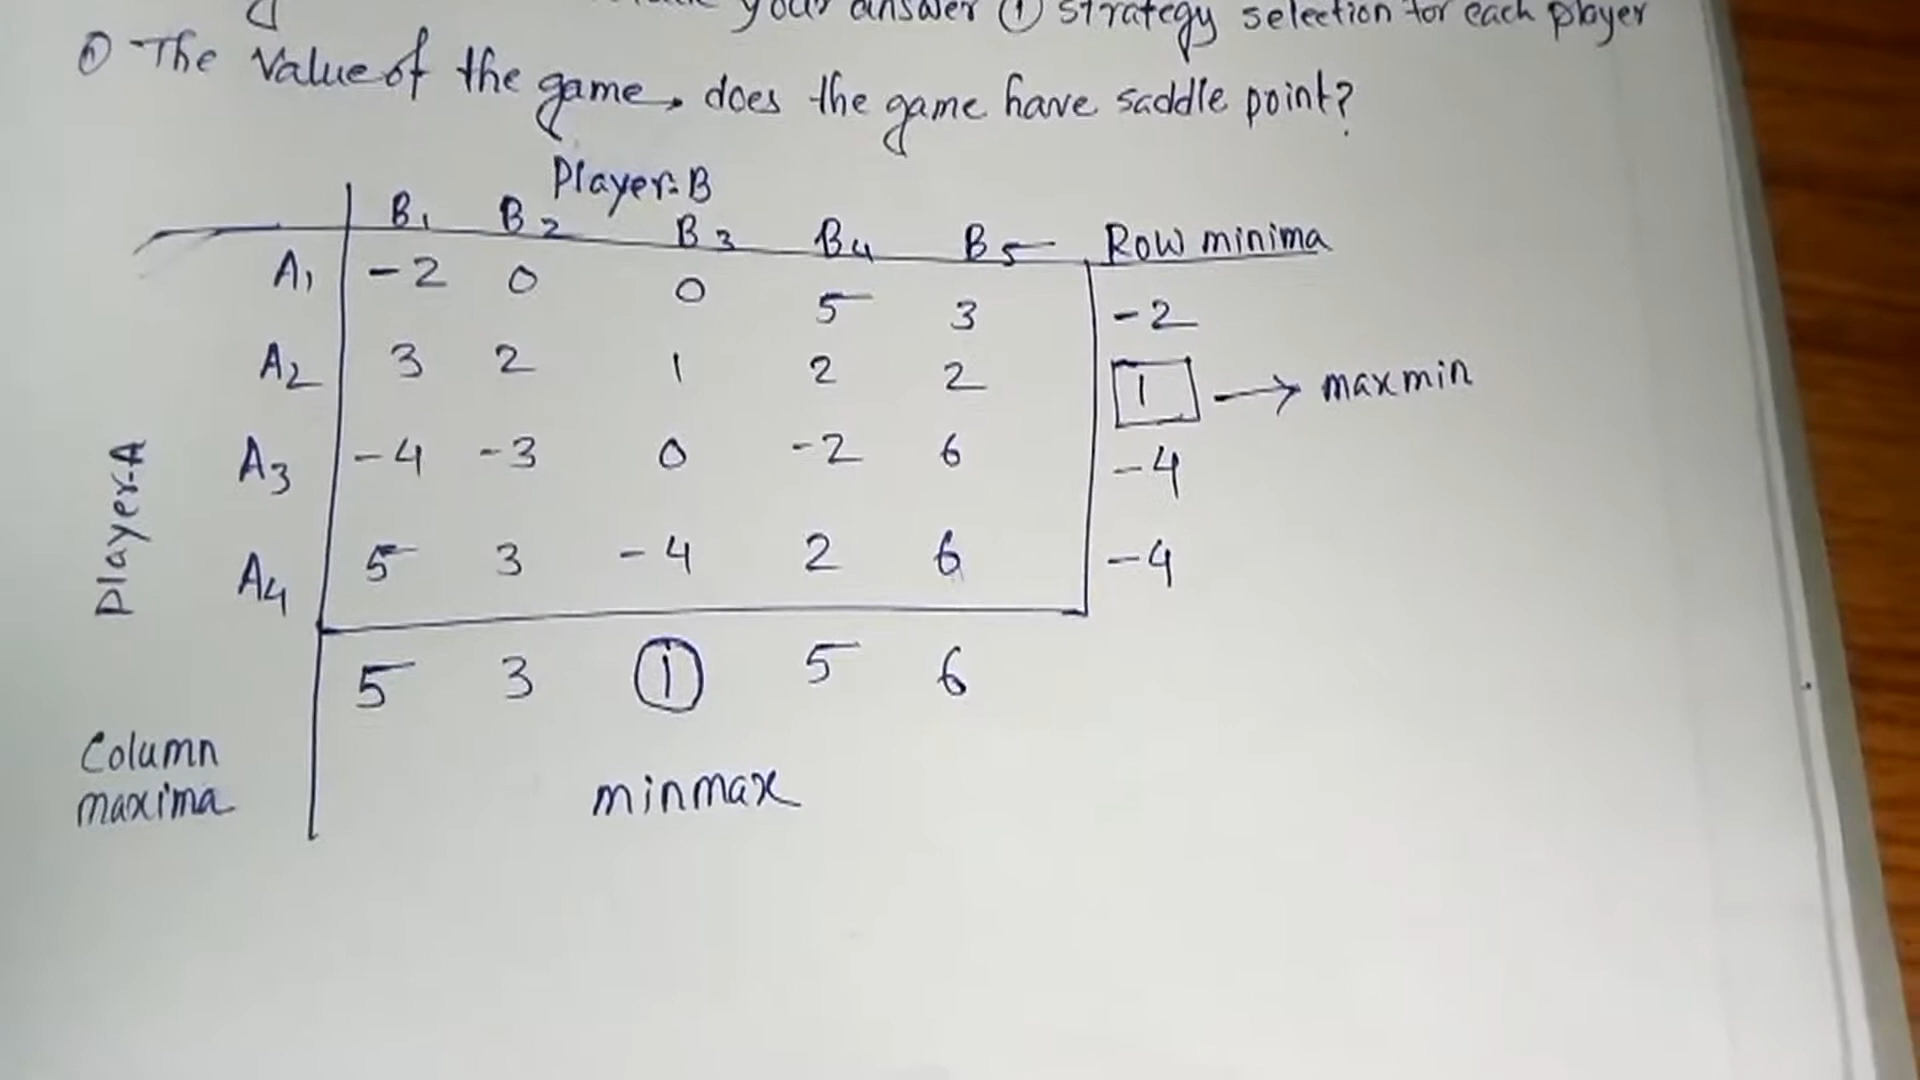 your answer ① strategy selection for each player
The value of the game. does the game have saddle point?
Player-B
B1 B2 B3 B4 B5 Row minima
A1 -2 0 0 5 3 -2
A2 3 2 1 2 2 1 → maxmin
A3 -4 -3 0 -2 6 -4
A4 5 3 -4 2 6 -4
Player-A
5 3 1 5 6
Column
maxima
minmax